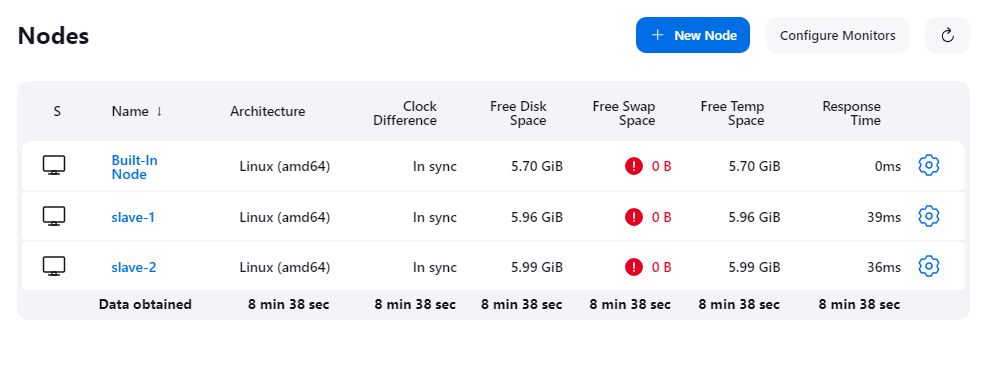 Nodes
+ New Node
Configure Monitors
S Name ↓ Architecture Clock Difference Free Disk Space Free Swap Space Free Temp Space Response Time
Built-In Node Linux (amd64) In sync 5.70 GiB ! 0 B 5.70 GiB 0ms
slave-1 Linux (amd64) In sync 5.96 GiB ! 0 B 5.96 GiB 39ms
slave-2 Linux (amd64) In sync 5.99 GiB ! 0 B 5.99 GiB 36ms
Data obtained 8 min 38 sec 8 min 38 sec 8 min 38 sec 8 min 38 sec 8 min 38 sec 8 min 38 sec